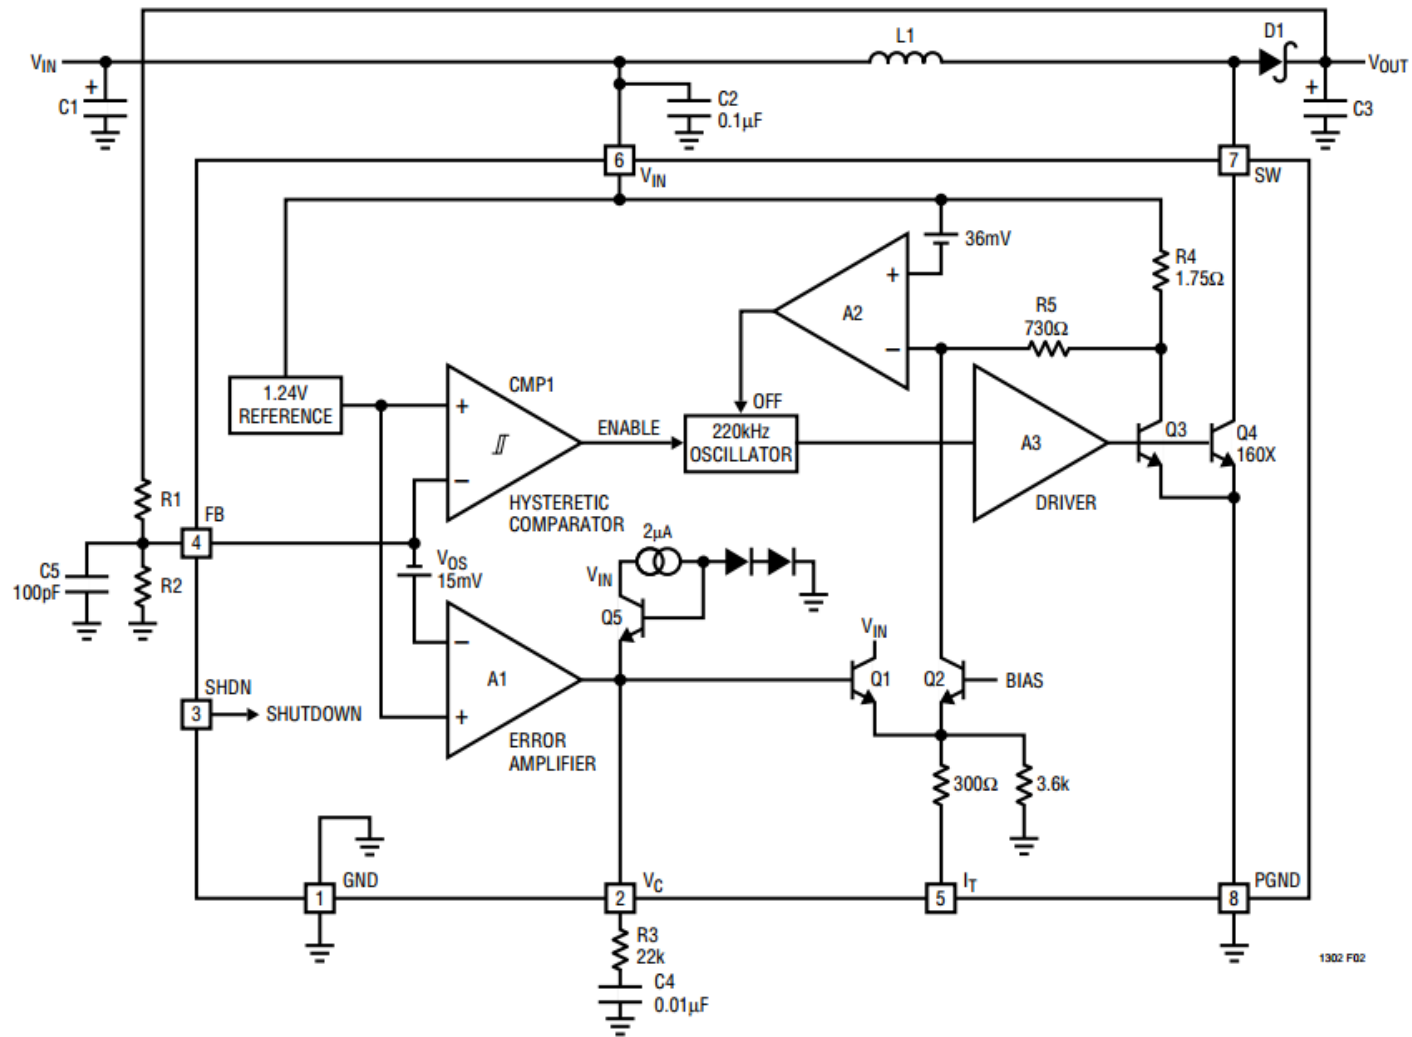 L1
D1
VIN
VOUT
+
C1
C2
0.1µF
+
C3
6
VIN
7
SW
36mV
R4
1.75Ω
+
A2
−
R5
730Ω
1.24V
REFERENCE
CMP1
+
−
HYSTERETIC
COMPARATOR
ENABLE
OFF
220kHz
OSCILLATOR
A3
DRIVER
Q3
Q4
160X
R1
FB
4
C5
100pF
R2
VOS
15mV
2µA
VIN
Q5
−
A1
+
ERROR
AMPLIFIER
VIN
Q1
Q2
BIAS
SHDN
3
SHUTDOWN
300Ω
3.6k
GND
1
VC
2
IT
5
PGND
8
R3
22k
C4
0.01µF
1302 F02